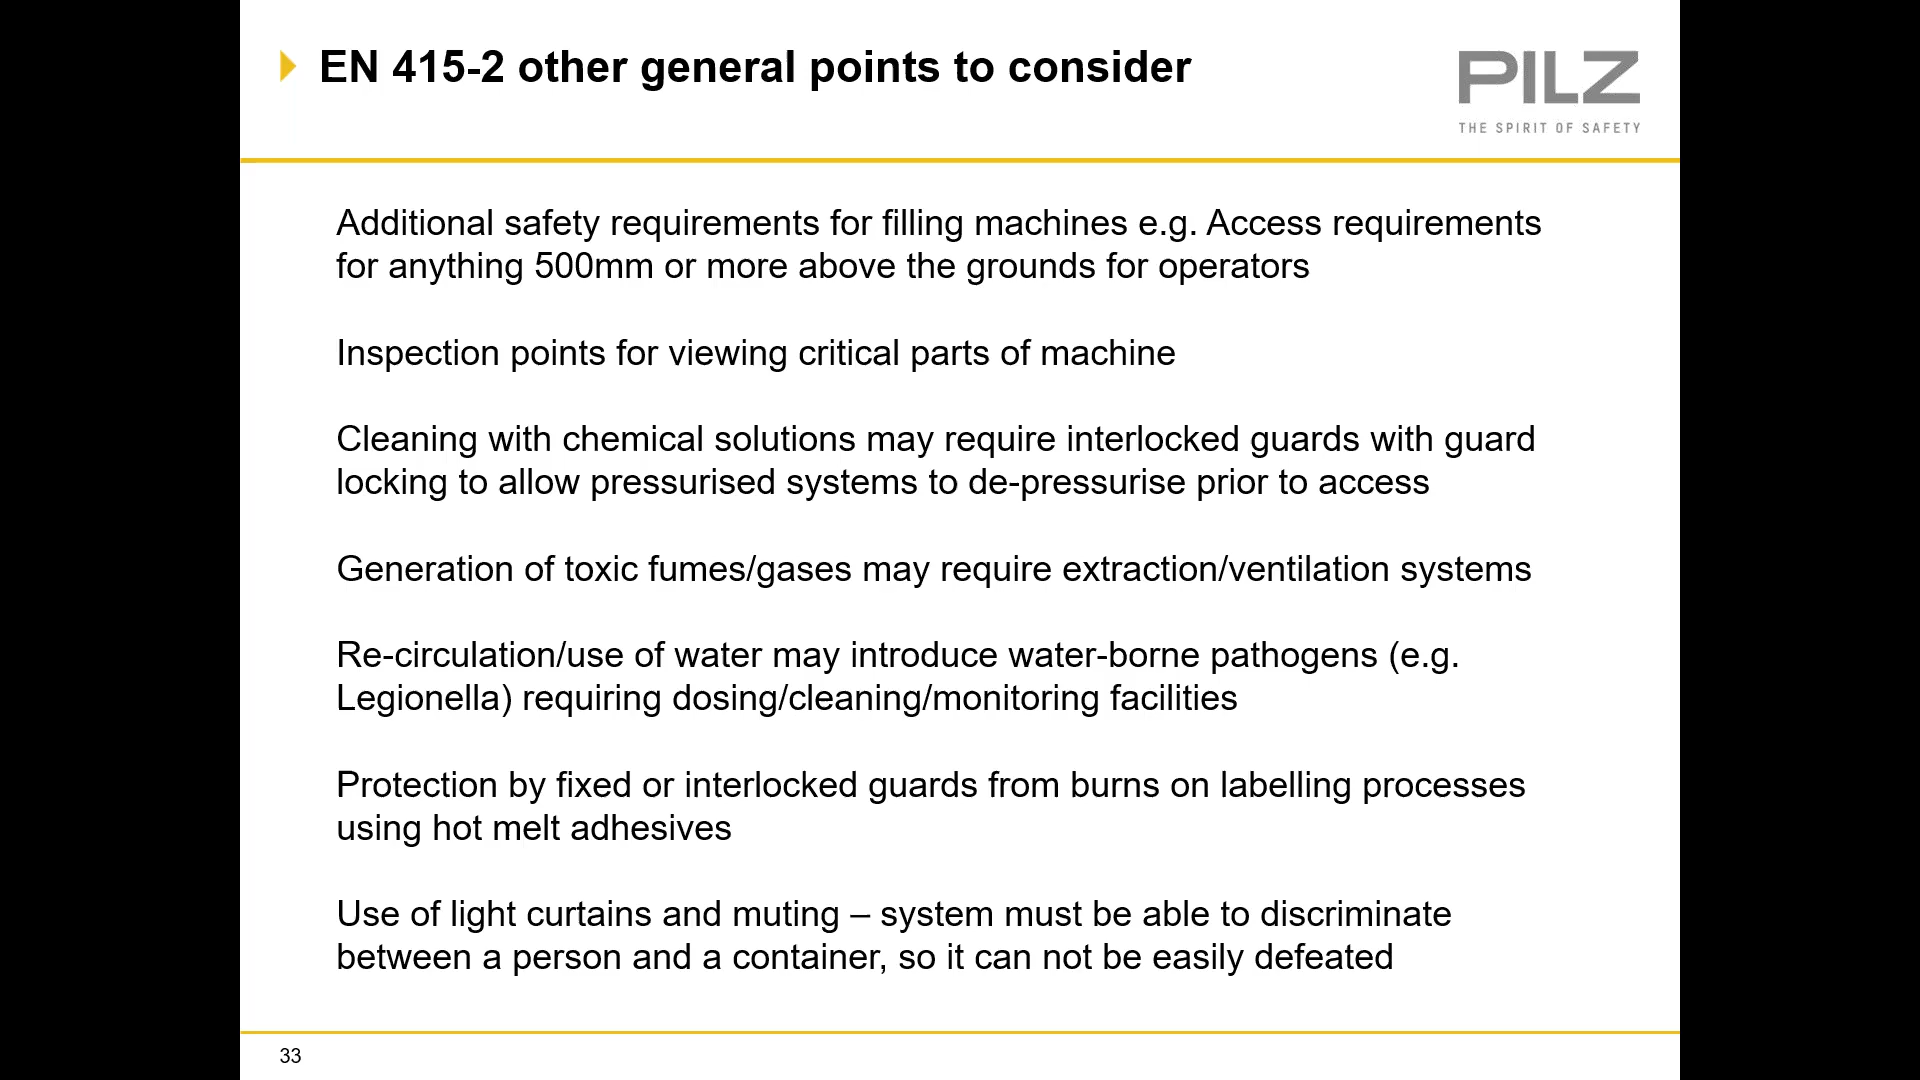 EN 415-2 other general points to consider
PILZ
THE SPIRIT OF SAFETY
Additional safety requirements for filling machines e.g. Access requirements
for anything 500mm or more above the grounds for operators
Inspection points for viewing critical parts of machine
Cleaning with chemical solutions may require interlocked guards with guard
locking to allow pressurised systems to de-pressurise prior to access
Generation of toxic fumes/gases may require extraction/ventilation systems
Re-circulation/use of water may introduce water-borne pathogens (e.g.
Legionella) requiring dosing/cleaning/monitoring facilities
Protection by fixed or interlocked guards from burns on labelling processes
using hot melt adhesives
Use of light curtains and muting – system must be able to discriminate
between a person and a container, so it can not be easily defeated
33